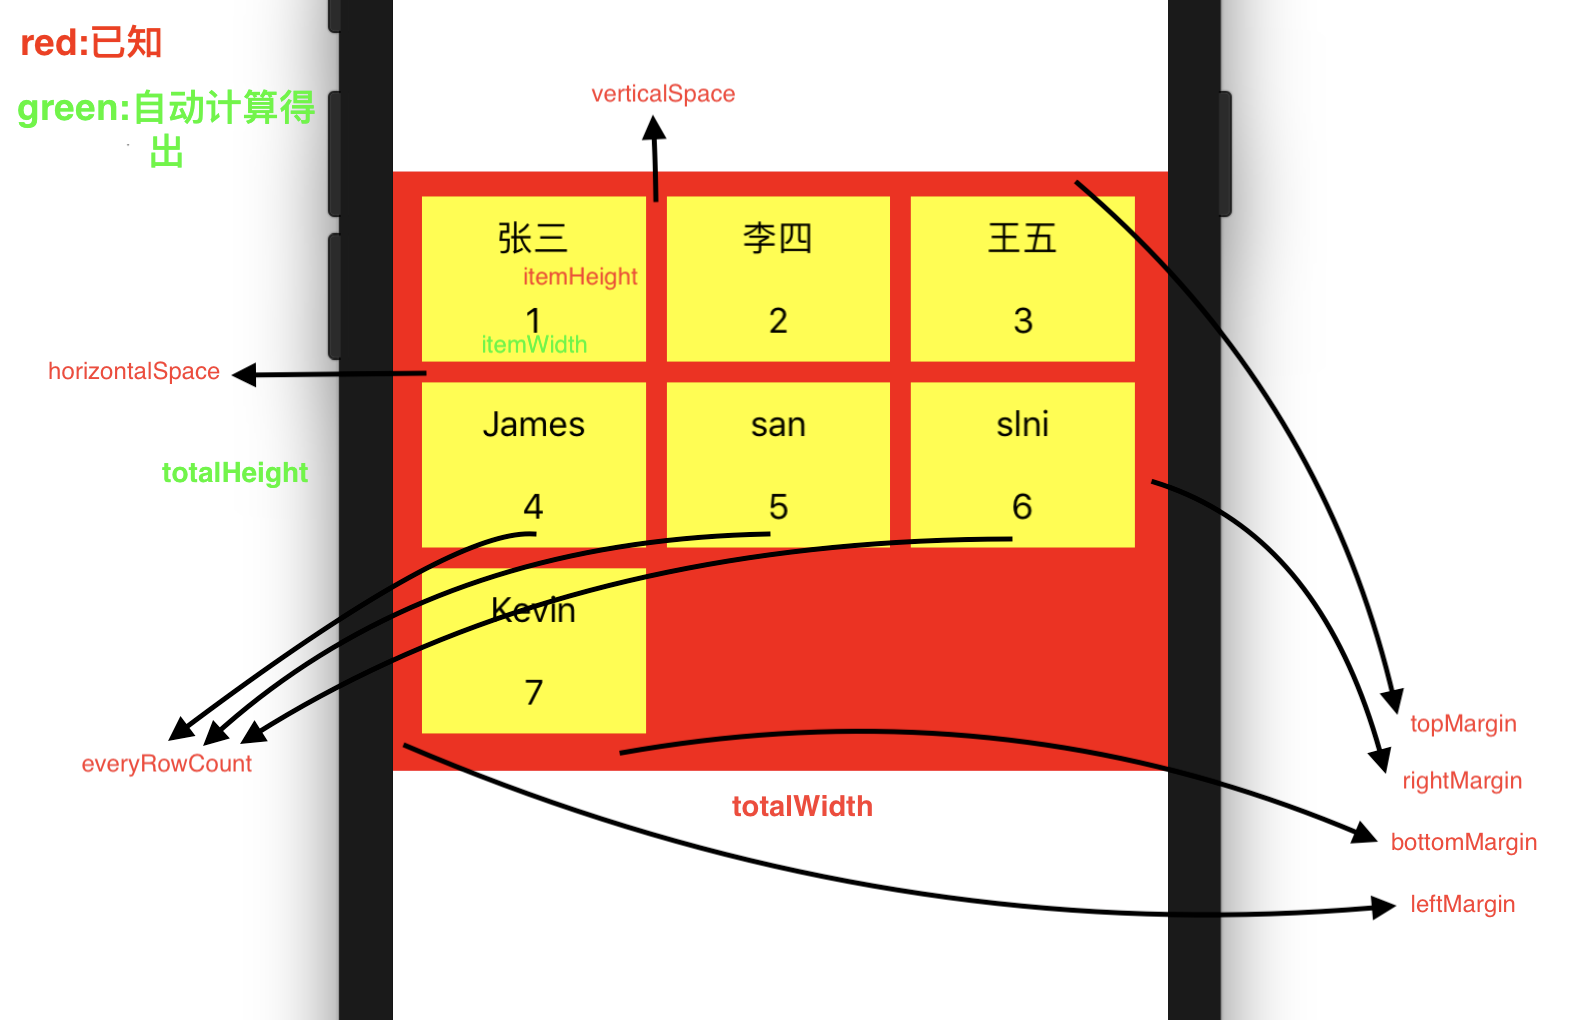 red:已知
green:自动计算得
出
verticalSpace
张三
李四
王五
itemHeight
1
2
3
itemWidth
horizontalSpace
James
san
slni
totalHeight
4
5
6
Kevin
7
everyRowCount
topMargin
rightMargin
totalWidth
bottomMargin
leftMargin